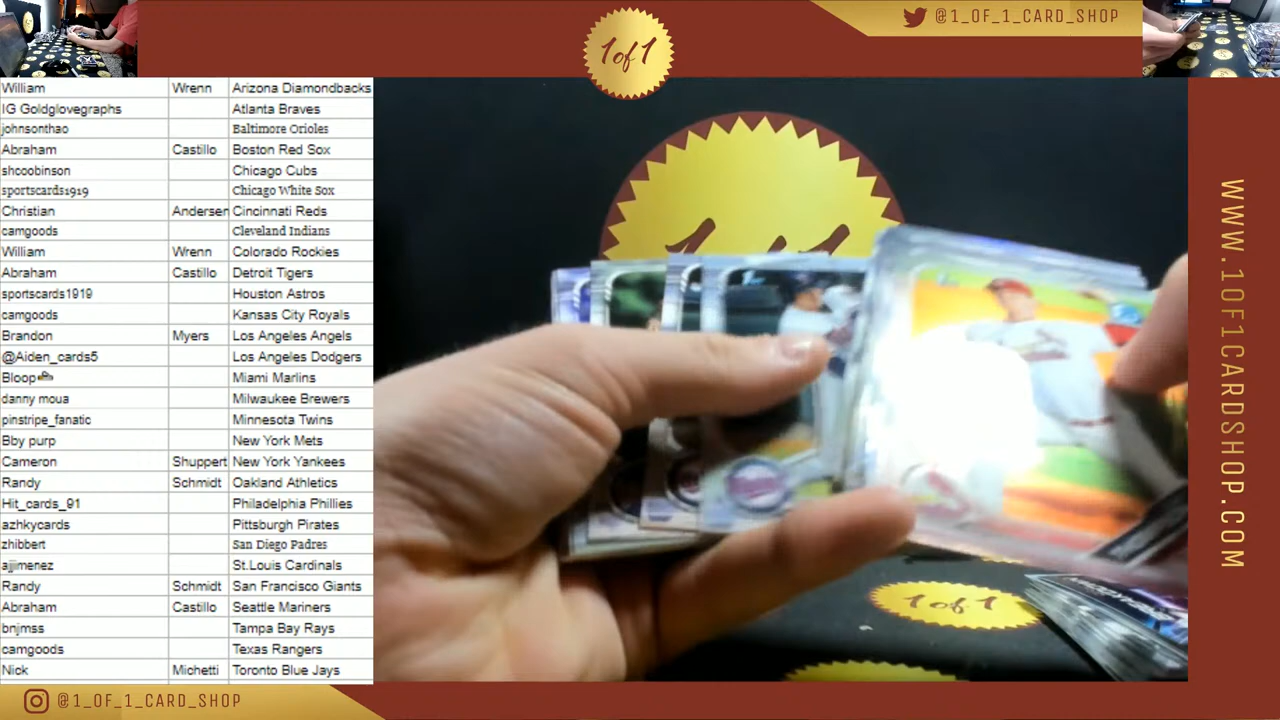 @1_OF_1_CARD_SHOP
1of1
William Wrenn Arizona Diamondbacks
IG Goldglovegraphs Atlanta Braves
johnsonthao Baltimore Orioles
Abraham Castillo Boston Red Sox
shcoobinson Chicago Cubs
sportscards1919 Chicago White Sox
Christian Andersen Cincinnati Reds
camgoods Cleveland Indians
William Wrenn Colorado Rockies
Abraham Castillo Detroit Tigers
sportscards1919 Houston Astros
camgoods Kansas City Royals
Brandon Myers Los Angeles Angels
@Aiden_cards5 Los Angeles Dodgers
Bloop Miami Marlins
danny moua Milwaukee Brewers
pinstripe_fanatic Minnesota Twins
Bby purp New York Mets
Cameron Shuppert New York Yankees
Randy Schmidt Oakland Athletics
Hit_cards_91 Philadelphia Phillies
azhkycards Pittsburgh Pirates
zhibbert San Diego Padres
ajjimenez St.Louis Cardinals
Randy Schmidt San Francisco Giants
Abraham Castillo Seattle Mariners
bnjmss Tampa Bay Rays
camgoods Texas Rangers
Nick Michetti Toronto Blue Jays
1of1
WWW.1OF1CARDSHOP.COM
@1_OF_1_CARD_SHOP